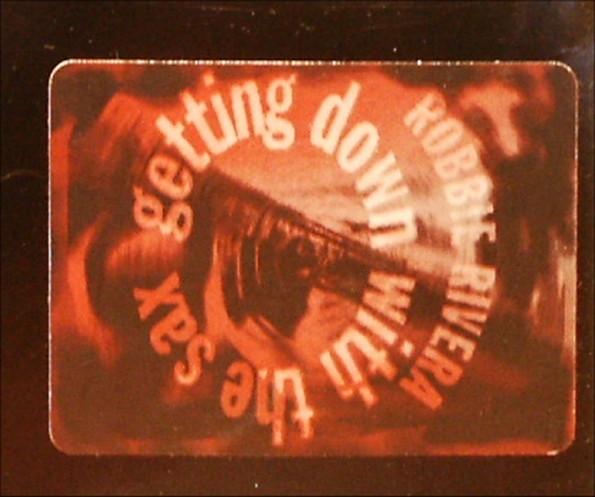 getting down with the sax
ROBBIE RIVERA